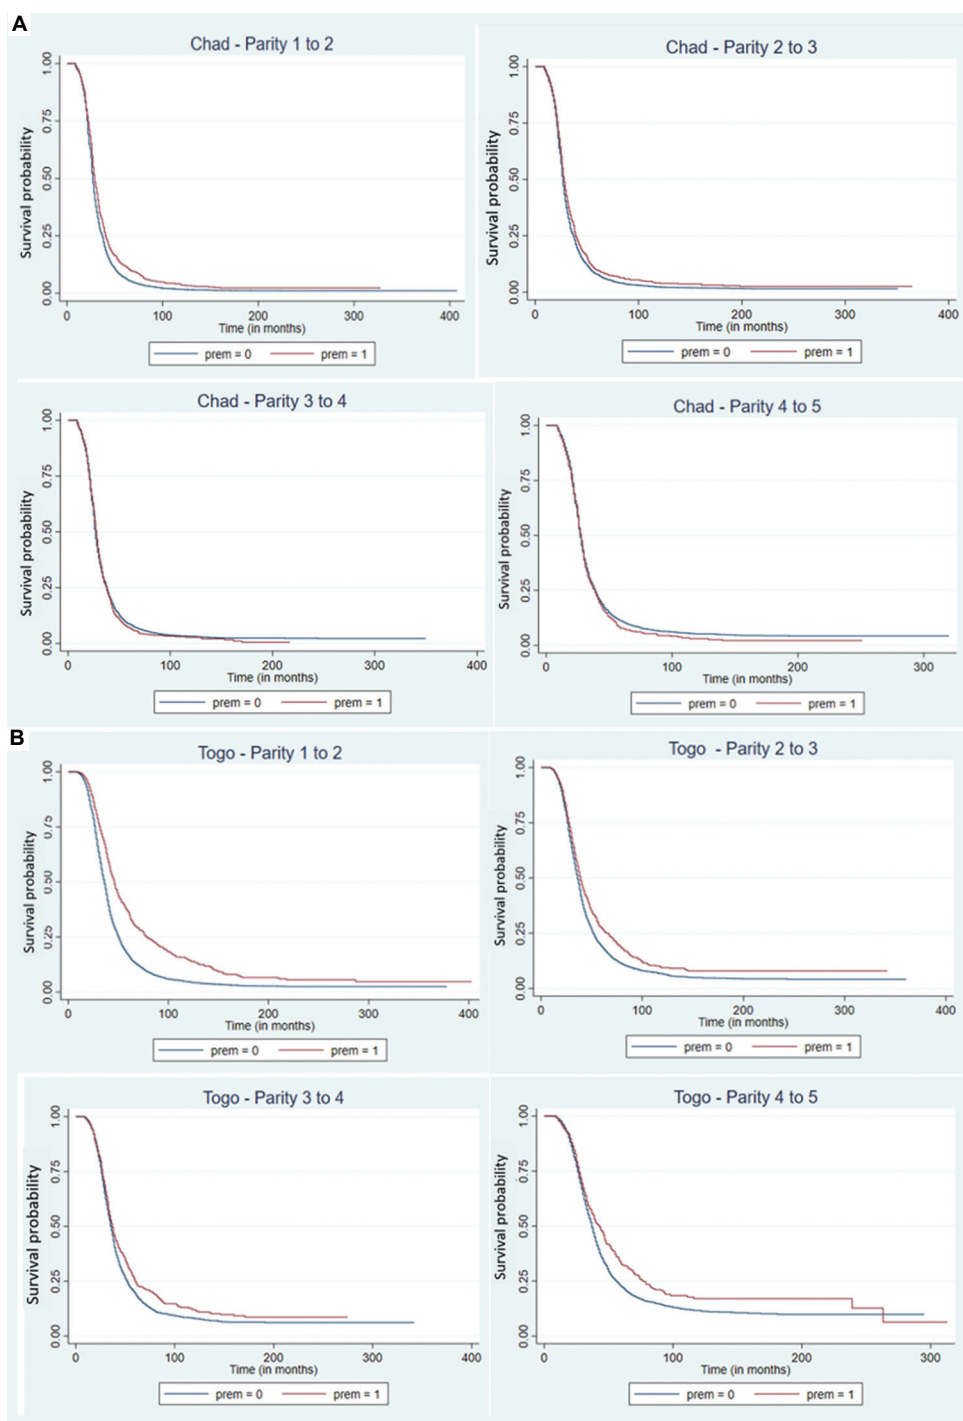 A
Chad - Parity 1 to 2
Survival probability
1.00
0.75
0.50
0.25
0.00
0 100 200 300 400
Time (in months)
prem = 0 prem = 1
Chad - Parity 2 to 3
Survival probability
1.00
0.75
0.50
0.25
0.00
0 100 200 300 400
Time (in months)
prem = 0 prem = 1
Chad - Parity 3 to 4
Survival probability
1.00
0.75
0.50
0.25
0.00
0 100 200 300 400
Time (in months)
prem = 0 prem = 1
Chad - Parity 4 to 5
Survival probability
1.00
0.75
0.50
0.25
0.00
0 100 200 300
Time (in months)
prem = 0 prem = 1
B
Togo - Parity 1 to 2
Survival probability
1.00
0.75
0.50
0.25
0.00
0 100 200 300 400
Time (in months)
prem = 0 prem = 1
Togo - Parity 2 to 3
Survival probability
1.00
0.75
0.50
0.25
0.00
0 100 200 300 400
Time (in months)
prem = 0 prem = 1
Togo - Parity 3 to 4
Survival probability
1.00
0.75
0.50
0.25
0.00
0 100 200 300 400
Time (in months)
prem = 0 prem = 1
Togo - Parity 4 to 5
Survival probability
1.00
0.75
0.50
0.25
0.00
0 100 200 300
Time (in months)
prem = 0 prem = 1